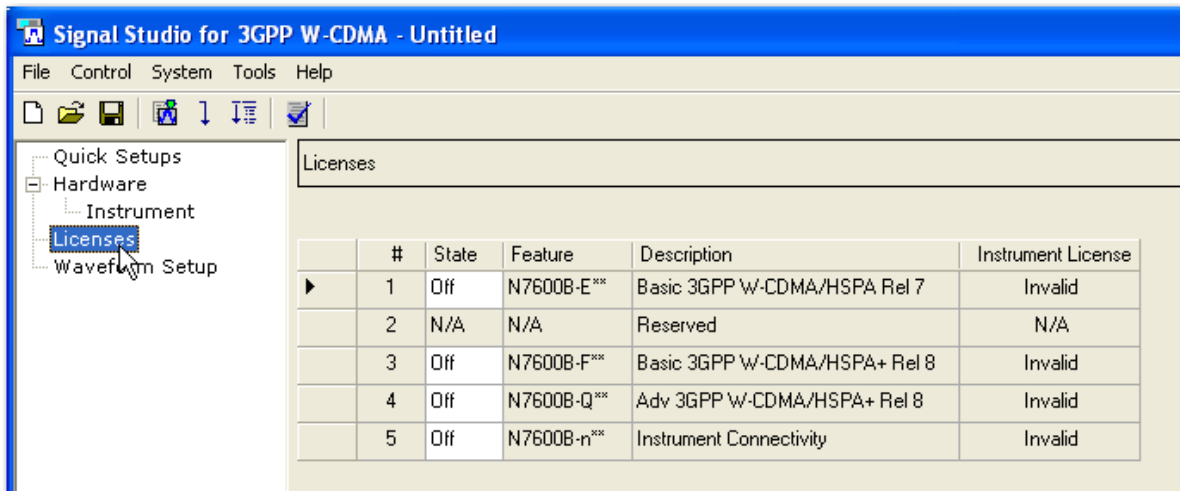 Signal Studio for 3GPP W-CDMA - Untitled
File Control System Tools Help
Quick Setups
Hardware
Instrument
Licenses
Waveform Setup
Licenses
# State Feature Description Instrument License
1 Off N7600B-E** Basic 3GPP W-CDMA/HSPA Rel 7 Invalid
2 N/A N/A Reserved N/A
3 Off N7600B-F** Basic 3GPP W-CDMA/HSPA+ Rel 8 Invalid
4 Off N7600B-Q** Adv 3GPP W-CDMA/HSPA+ Rel 8 Invalid
5 Off N7600B-n** Instrument Connectivity Invalid